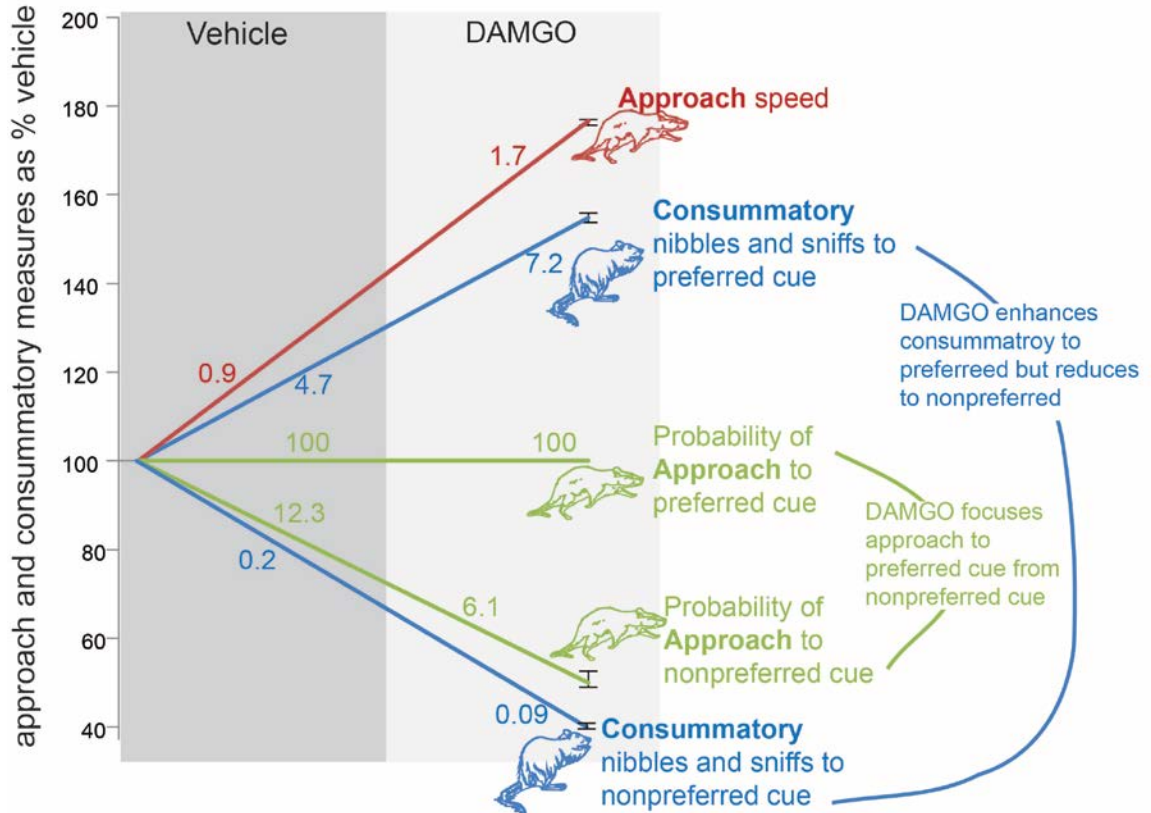 approach and consummatory measures as % vehicle
200
180
160
140
120
100
80
60
40
Vehicle
DAMGO
Approach speed
1.7
0.9
Consummatory
nibbles and sniffs to
preferred cue
7.2
4.7
DAMGO enhances
consummatroy to
preferreed but reduces
to nonpreferred
100
100
Probability of
Approach to
preferred cue
12.3
0.2
DAMGO focuses
approach to
preferred cue from
nonpreferred cue
6.1
Probability of
Approach to
nonpreferred cue
0.09
Consummatory
nibbles and sniffs to
nonpreferred cue